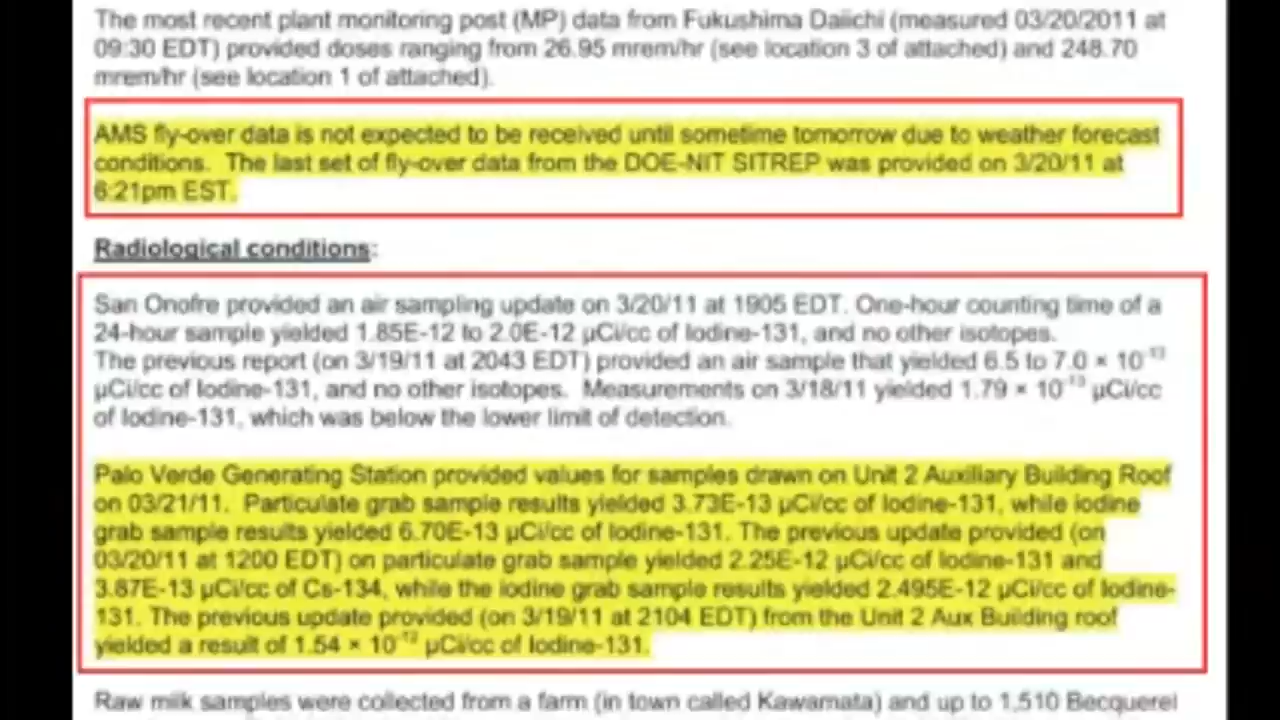 The most recent plant monitoring post (MP) data from Fukushima Daiichi (measured 03/20/2011 at
09:30 EDT) provided doses ranging from 26.95 mrem/hr (see location 3 of attached) and 248.70
mrem/hr (see location 1 of attached).
AMS fly-over data is not expected to be received until sometime tomorrow due to weather forecast
conditions. The last set of fly-over data from the DOE-NIT SITREP was provided on 3/20/11 at
6:21pm EST.
Radiological conditions:
San Onofre provided an air sampling update on 3/20/11 at 1905 EDT. One-hour counting time of a
24-hour sample yielded 1.85E-12 to 2.0E-12 µCi/cc of Iodine-131, and no other isotopes.
The previous report (on 3/19/11 at 2043 EDT) provided an air sample that yielded 6.5 to 7.0 × 10⁻¹³
µCi/cc of Iodine-131, and no other isotopes. Measurements on 3/18/11 yielded 1.79 × 10⁻¹³ µCi/cc
of Iodine-131, which was below the lower limit of detection.
Palo Verde Generating Station provided values for samples drawn on Unit 2 Auxiliary Building Roof
on 03/21/11. Particulate grab sample results yielded 3.73E-13 µCi/cc of Iodine-131, while iodine
grab sample results yielded 6.70E-13 µCi/cc of Iodine-131. The previous update provided (on
03/20/11 at 1200 EDT) on particulate grab sample yielded 2.25E-12 µCi/cc of Iodine-131 and
3.87E-13 µCi/cc of Cs-134, while the iodine grab sample results yielded 2.495E-12 µCi/cc of Iodine-
131. The previous update provided (on 3/19/11 at 2104 EDT) from the Unit 2 Aux Building roof
yielded a result of 1.54 × 10⁻¹² µCi/cc of Iodine-131.
Raw milk samples were collected from a farm (in town called Kawamata) and up to 1,510 Becquerel